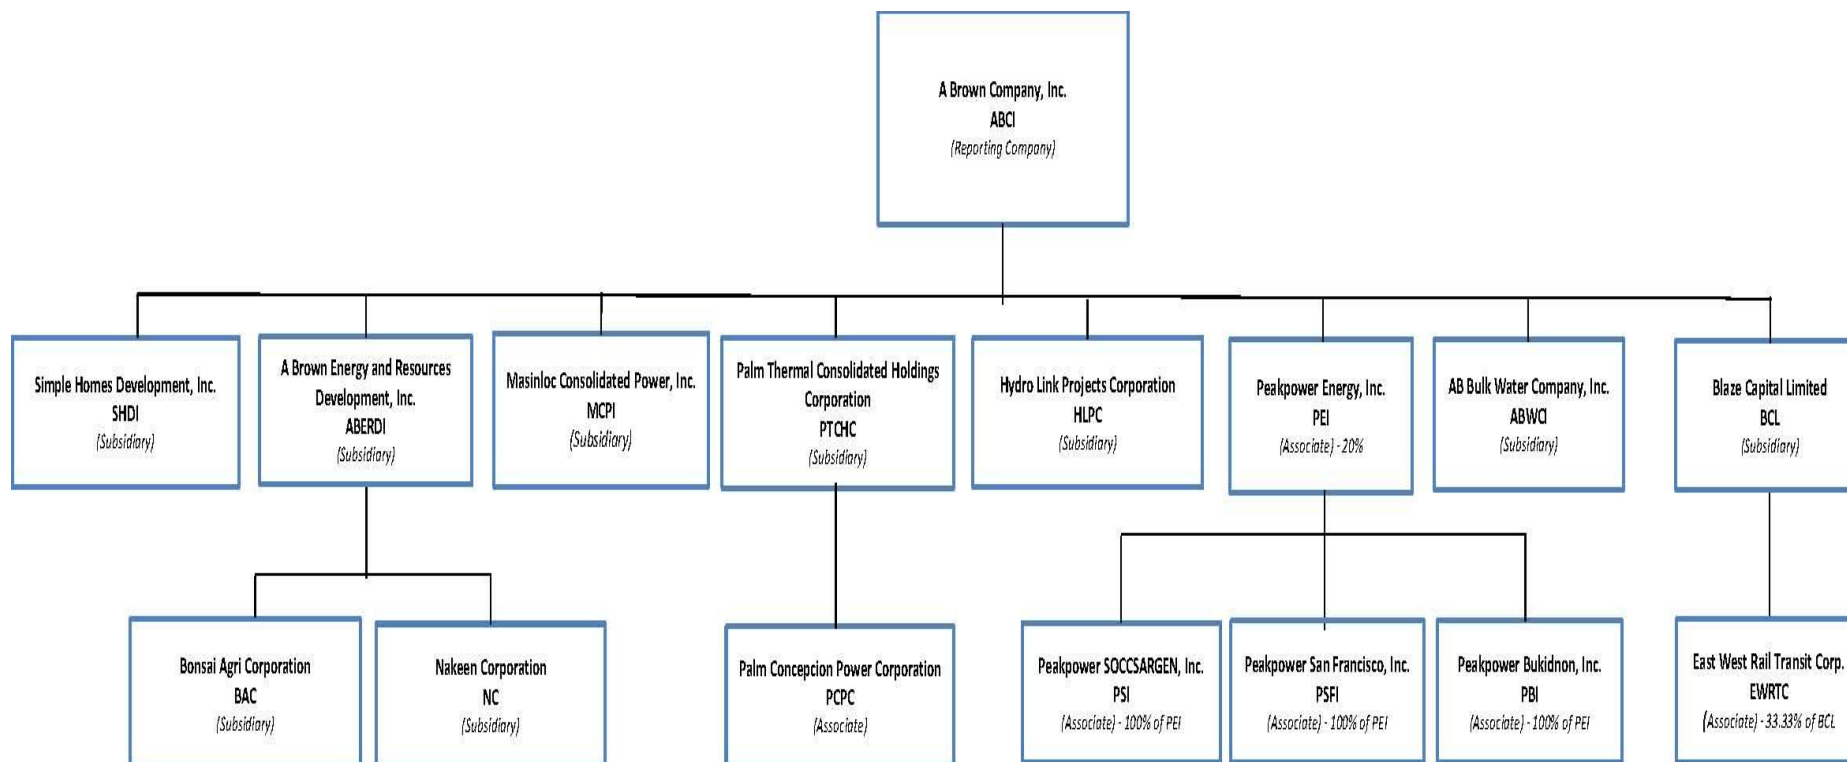 A Brown Company, Inc.
ABCI
(Reporting Company)
Simple Homes Development, Inc.
SHDI
(Subsidiary)
A Brown Energy and Resources
Development, Inc.
ABERDI
(Subsidiary)
Masinloc Consolidated Power, Inc.
MCPI
(Subsidiary)
Palm Thermal Consolidated Holdings
Corporation
PTCHC
(Subsidiary)
Hydro Link Projects Corporation
HLPC
(Subsidiary)
Peakpower Energy, Inc.
PEI
(Associate) - 20%
AB Bulk Water Company, Inc.
ABWCI
(Subsidiary)
Blaze Capital Limited
BCL
(Subsidiary)
Bonsai Agri Corporation
BAC
(Subsidiary)
Nakeen Corporation
NC
(Subsidiary)
Palm Concepcion Power Corporation
PCPC
(Associate)
Peakpower SOCCSARGEN, Inc.
PSI
(Associate) - 100% of PEI
Peakpower San Francisco, Inc.
PSFI
(Associate) - 100% of PEI
Peakpower Bukidnon, Inc.
PBI
(Associate) - 100% of PEI
East West Rail Transit Corp.
EWRTC
(Associate) - 33.33% of BCL